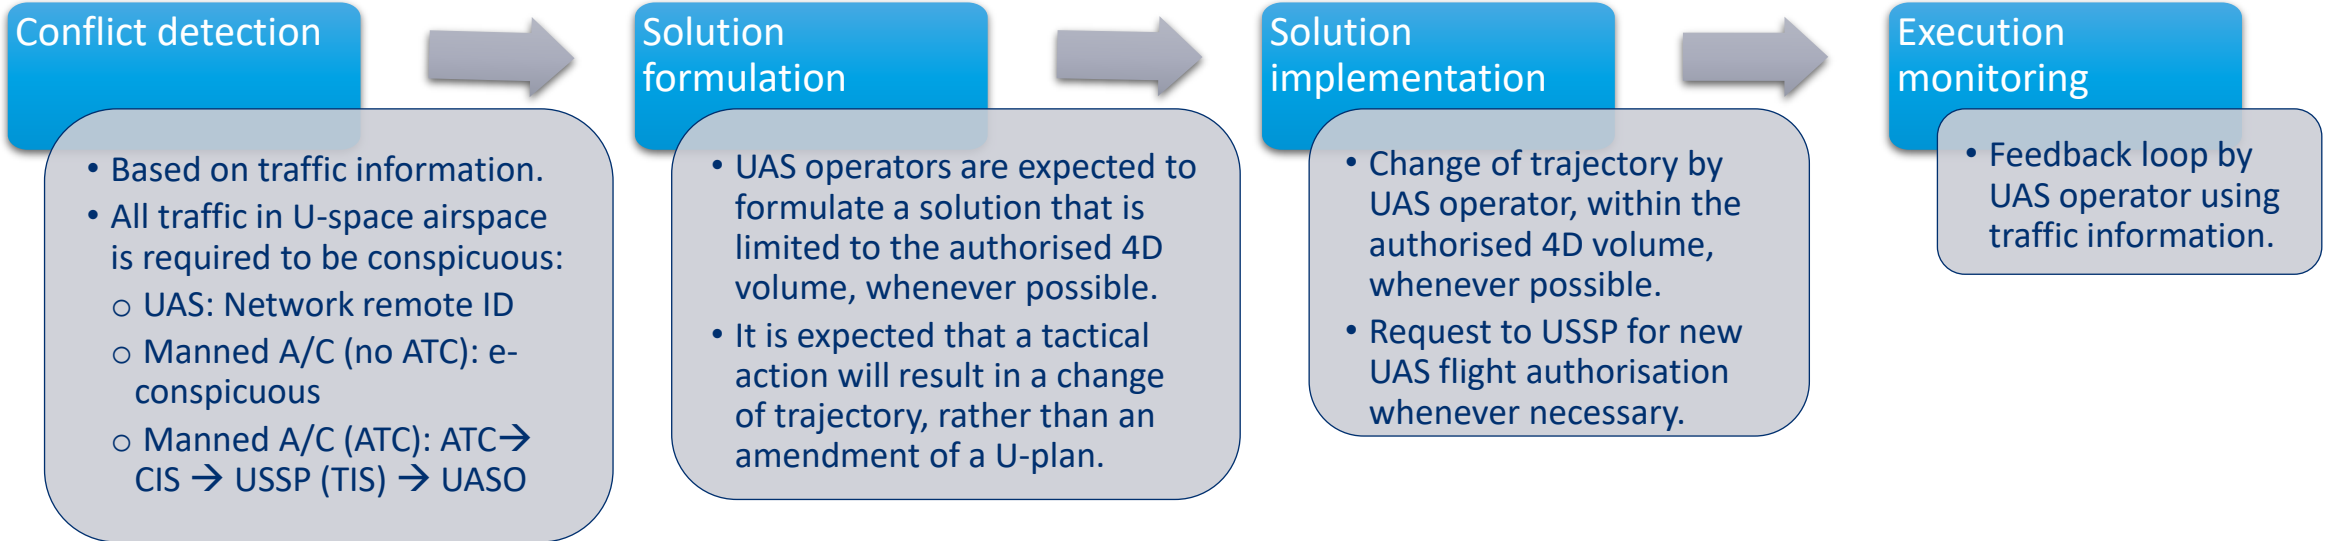 Conflict detection
• Based on traffic information.
• All traffic in U-space airspace
is required to be conspicuous:
o UAS: Network remote ID
o Manned A/C (no ATC): e-
conspicuous
o Manned A/C (ATC): ATC→
CIS → USSP (TIS) → UASO
Solution
formulation
• UAS operators are expected to
formulate a solution that is
limited to the authorised 4D
volume, whenever possible.
• It is expected that a tactical
action will result in a change
of trajectory, rather than an
amendment of a U-plan.
Solution
implementation
• Change of trajectory by
UAS operator, within the
authorised 4D volume,
whenever possible.
• Request to USSP for new
UAS flight authorisation
whenever necessary.
Execution
monitoring
• Feedback loop by
UAS operator using
traffic information.